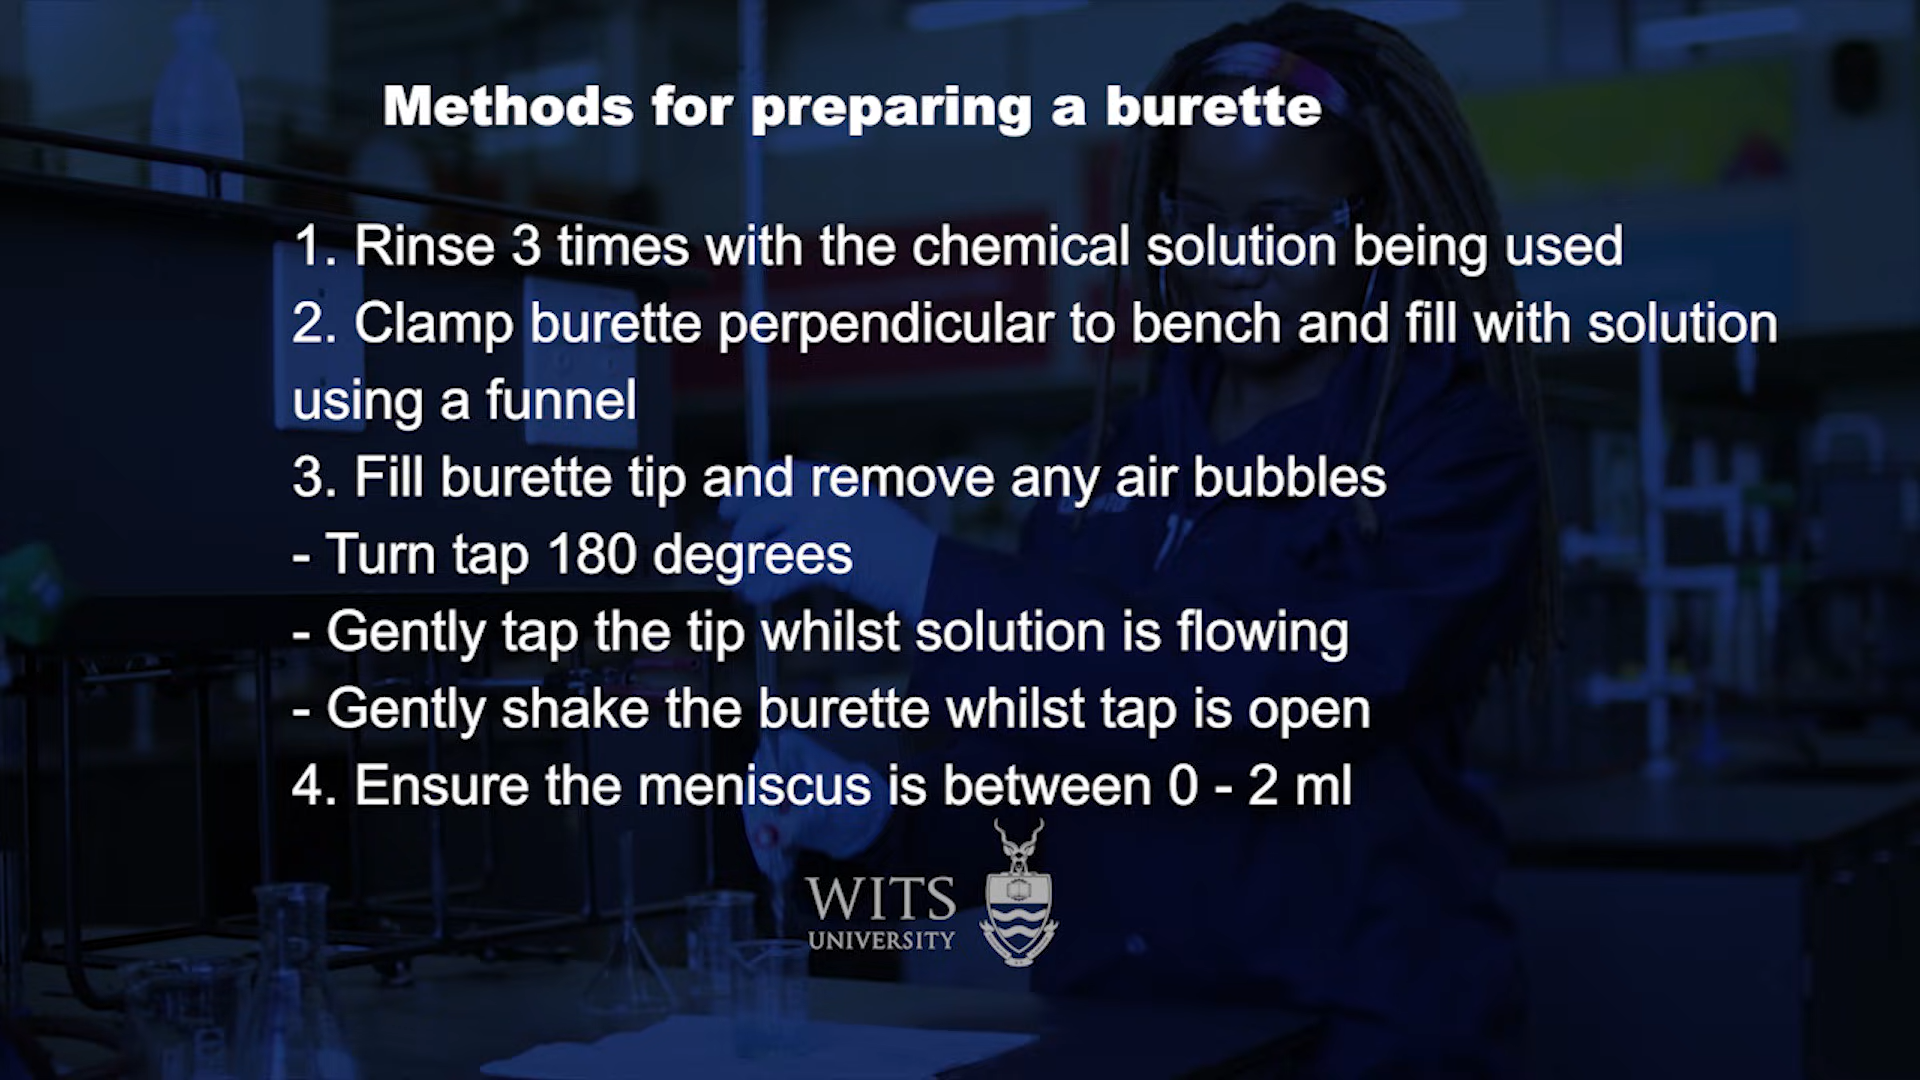 Methods for preparing a burette
1. Rinse 3 times with the chemical solution being used
2. Clamp burette perpendicular to bench and fill with solution
using a funnel
3. Fill burette tip and remove any air bubbles
- Turn tap 180 degrees
- Gently tap the tip whilst solution is flowing
- Gently shake the burette whilst tap is open
4. Ensure the meniscus is between 0 - 2 ml
WITS
UNIVERSITY